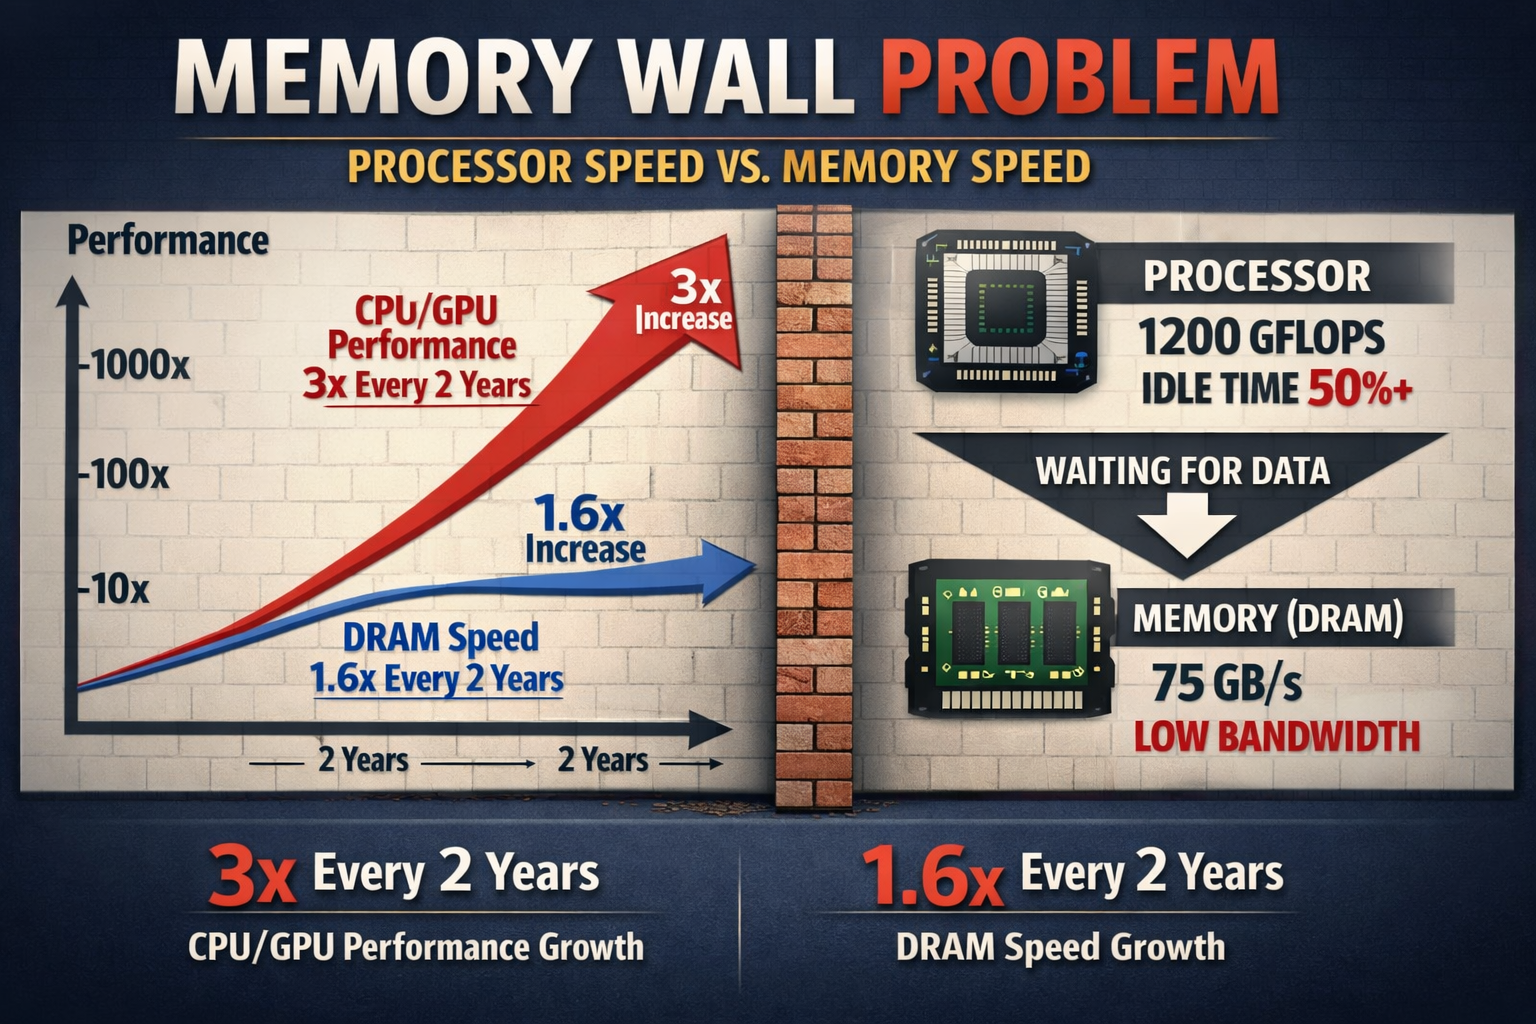 MEMORY WALL PROBLEM
PROCESSOR SPEED VS. MEMORY SPEED
Performance
-1000x
-100x
-10x
CPU/GPU
Performance
3x Every 2 Years
3x
Increase
1.6x
Increase
DRAM Speed
1.6x Every 2 Years
2 Years
2 Years
PROCESSOR
1200 GFLOPS
IDLE TIME 50%+
WAITING FOR DATA
MEMORY (DRAM)
75 GB/s
LOW BANDWIDTH
3x Every 2 Years
CPU/GPU Performance Growth
1.6x Every 2 Years
DRAM Speed Growth